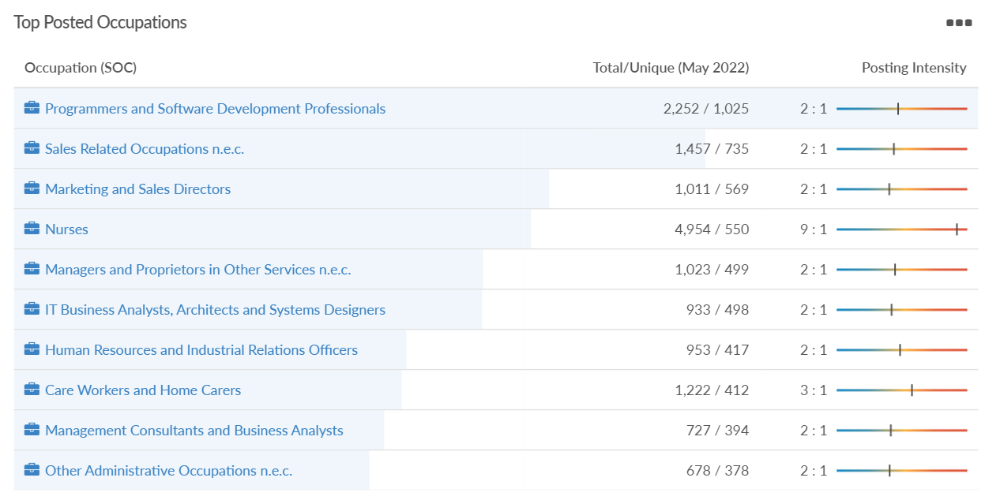 Top Posted Occupations
Occupation (SOC) Total/Unique (May 2022) Posting Intensity
Programmers and Software Development Professionals 2,252 / 1,025 2 : 1
Sales Related Occupations n.e.c. 1,457 / 735 2 : 1
Marketing and Sales Directors 1,011 / 569 2 : 1
Nurses 4,954 / 550 9 : 1
Managers and Proprietors in Other Services n.e.c. 1,023 / 499 2 : 1
IT Business Analysts, Architects and Systems Designers 933 / 498 2 : 1
Human Resources and Industrial Relations Officers 953 / 417 2 : 1
Care Workers and Home Carers 1,222 / 412 3 : 1
Management Consultants and Business Analysts 727 / 394 2 : 1
Other Administrative Occupations n.e.c. 678 / 378 2 : 1